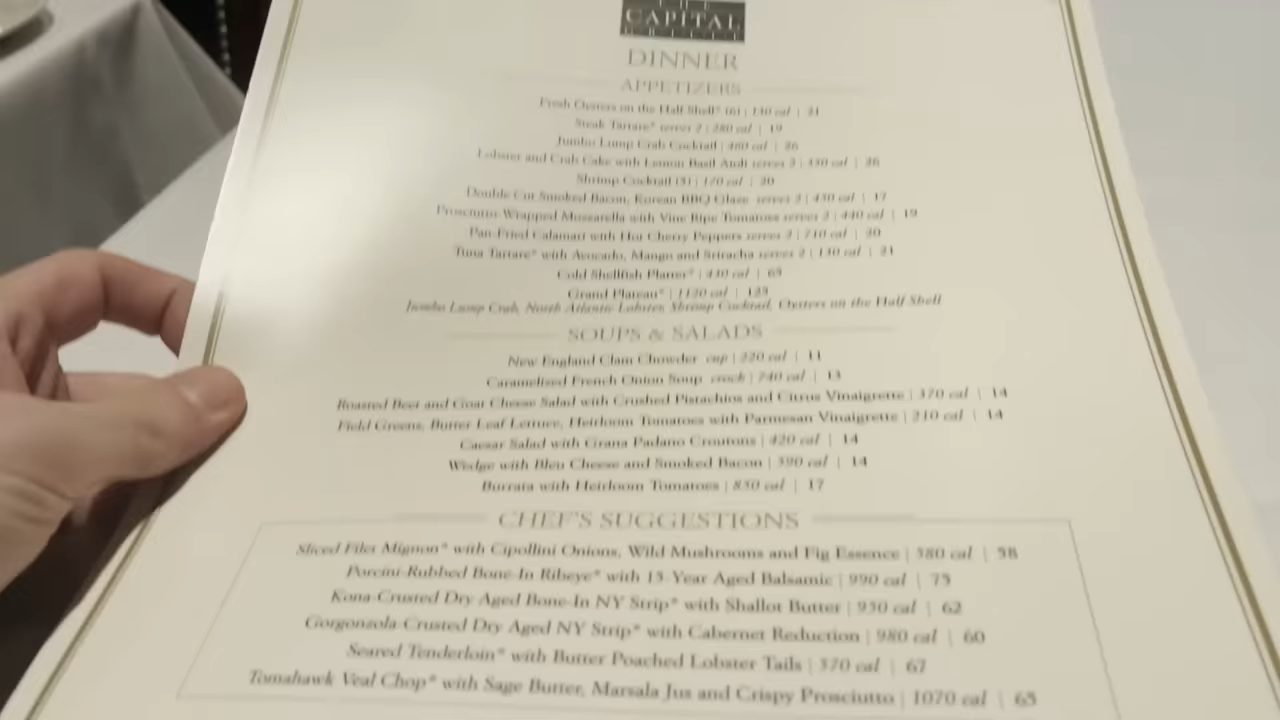 THE
CAPITAL
GRILLE
DINNER
APPETIZERS
Fresh Oysters on the Half Shell* (6) | 130 cal | 21
Steak Tartare* serves 2 | 280 cal | 19
Jumbo Lump Crab Cocktail | 480 cal | 26
Lobster and Crab Cake with Lemon Basil Aioli serves 2 | 350 cal | 26
Shrimp Cocktail (5) | 170 cal | 20
Double Cut Smoked Bacon, Korean BBQ Glaze serves 2 | 450 cal | 17
Prosciutto-Wrapped Mozzarella with Vine Ripe Tomatoes serves 2 | 440 cal | 19
Pan-Fried Calamari with Hot Cherry Peppers serves 2 | 710 cal | 20
Tuna Tartare* with Avocado, Mango and Sriracha serves 2 | 130 cal | 21
Cold Shellfish Platter* | 410 cal | 65
Grand Plateau* | 1120 cal | 125
Jumbo Lump Crab, North Atlantic Lobster, Shrimp Cocktail, Oysters on the Half Shell
SOUPS & SALADS
New England Clam Chowder cup | 220 cal | 11
Caramelized French Onion Soup crock | 740 cal | 13
Roasted Beet and Goat Cheese Salad with Crushed Pistachios and Citrus Vinaigrette | 370 cal | 14
Field Greens, Butter Leaf Lettuce, Heirloom Tomatoes with Parmesan Vinaigrette | 210 cal | 14
Caesar Salad with Grana Padano Croutons | 420 cal | 14
Wedge with Bleu Cheese and Smoked Bacon | 590 cal | 14
Burrata with Heirloom Tomatoes | 850 cal | 17
CHEF'S SUGGESTIONS
Sliced Filet Mignon* with Cipollini Onions, Wild Mushrooms and Fig Essence | 580 cal | 58
Porcini-Rubbed Bone-In Ribeye* with 15-Year Aged Balsamic | 990 cal | 75
Kona-Crusted Dry Aged Bone-In NY Strip* with Shallot Butter | 950 cal | 62
Gorgonzola-Crusted Dry Aged NY Strip* with Cabernet Reduction | 980 cal | 60
Seared Tenderloin* with Butter Poached Lobster Tails | 570 cal | 67
Tomahawk Veal Chop* with Sage Butter, Marsala Jus and Crispy Prosciutto | 1070 cal | 65